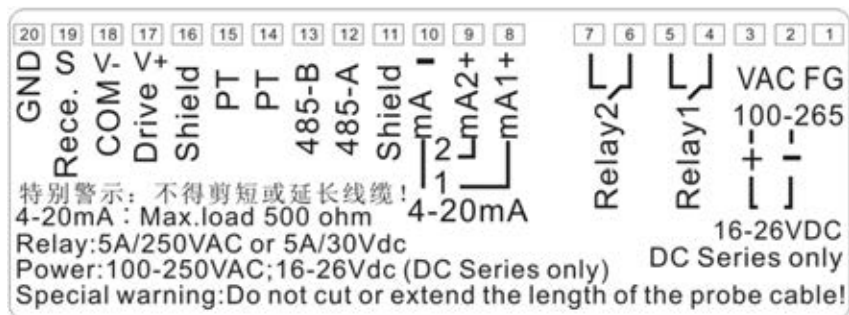 20 19 18 17 16 15 14 13 12 11 10 9 8 7 6 5 4 3 2 1
GND
Rece. S
COM V-
Drive V+
Shield
PT
PT
485-B
485-A
Shield
mA -
mA2+
mA1+
2
1
4-20mA
Relay2
Relay1
VAC FG
100-265
+ -
16-26VDC
DC Series only
特别警示：不得剪短或延长线缆！
4-20mA：Max.load 500 ohm
Relay:5A/250VAC or 5A/30Vdc
Power:100-250VAC;16-26Vdc (DC Series only)
Special warning:Do not cut or extend the length of the probe cable!